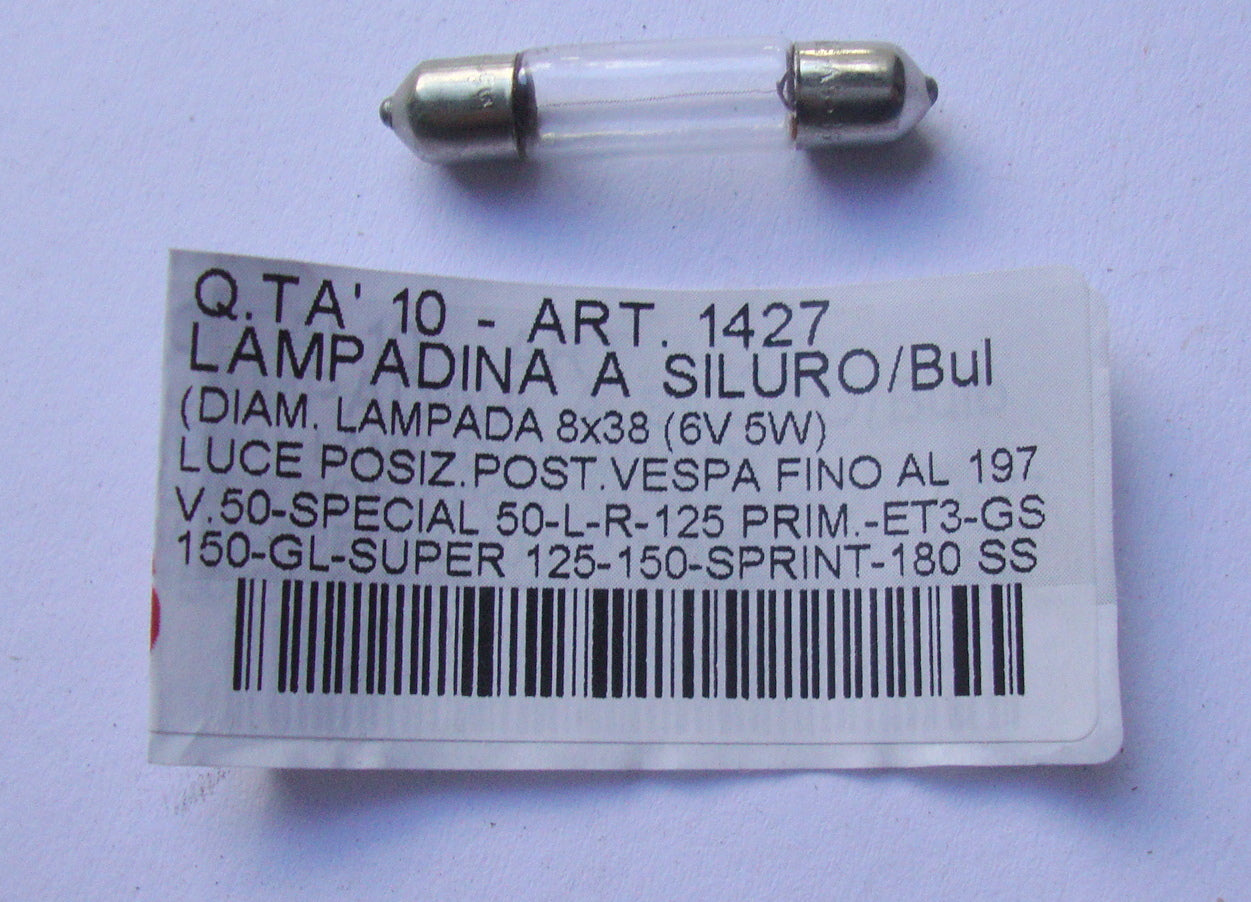 Q.TA' 10 - ART. 1427
LAMPADINA A SILURO/Bul
(DIAM. LAMPADA 8x38 (6V 5W)
LUCE POSIZ.POST.VESPA FINO AL 197
V.50-SPECIAL 50-L-R-125 PRIM.-ET3-GS
150-GL-SUPER 125-150-SPRINT-180 SS